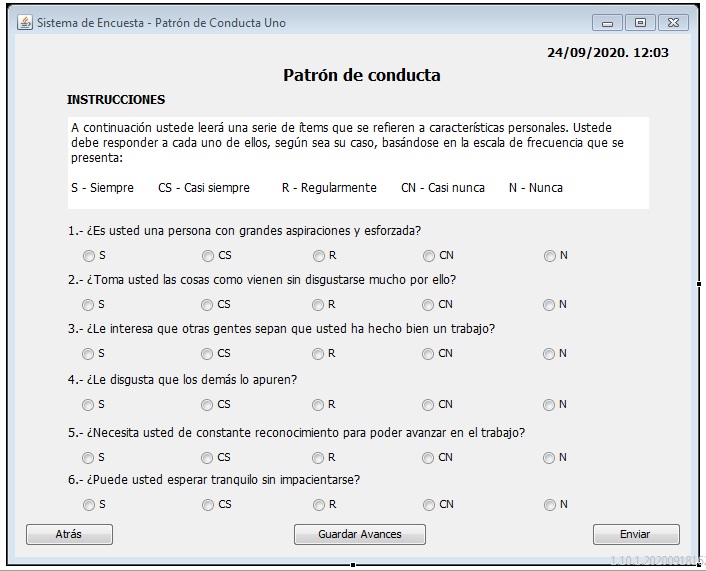 Sistema de Encuesta - Patrón de Conducta Uno
24/09/2020. 12:03
Patrón de conducta
INSTRUCCIONES
A continuación ustede leerá una serie de ítems que se refieren a características personales. Ustede
debe responder a cada uno de ellos, según sea su caso, basándose en la escala de frecuencia que se
presenta:
S - Siempre CS - Casi siempre R - Regularmente CN - Casi nunca N - Nunca
1.- ¿Es usted una persona con grandes aspiraciones y esforzada?
S CS R CN N
2.- ¿Toma usted las cosas como vienen sin disgustarse mucho por ello?
S CS R CN N
3.- ¿Le interesa que otras gentes sepan que usted ha hecho bien un trabajo?
S CS R CN N
4.- ¿Le disgusta que los demás lo apuren?
S CS R CN N
5.- ¿Necesita usted de constante reconocimiento para poder avanzar en el trabajo?
S CS R CN N
6.- ¿Puede usted esperar tranquilo sin impacientarse?
S CS R CN N
Atrás Guardar Avances Enviar